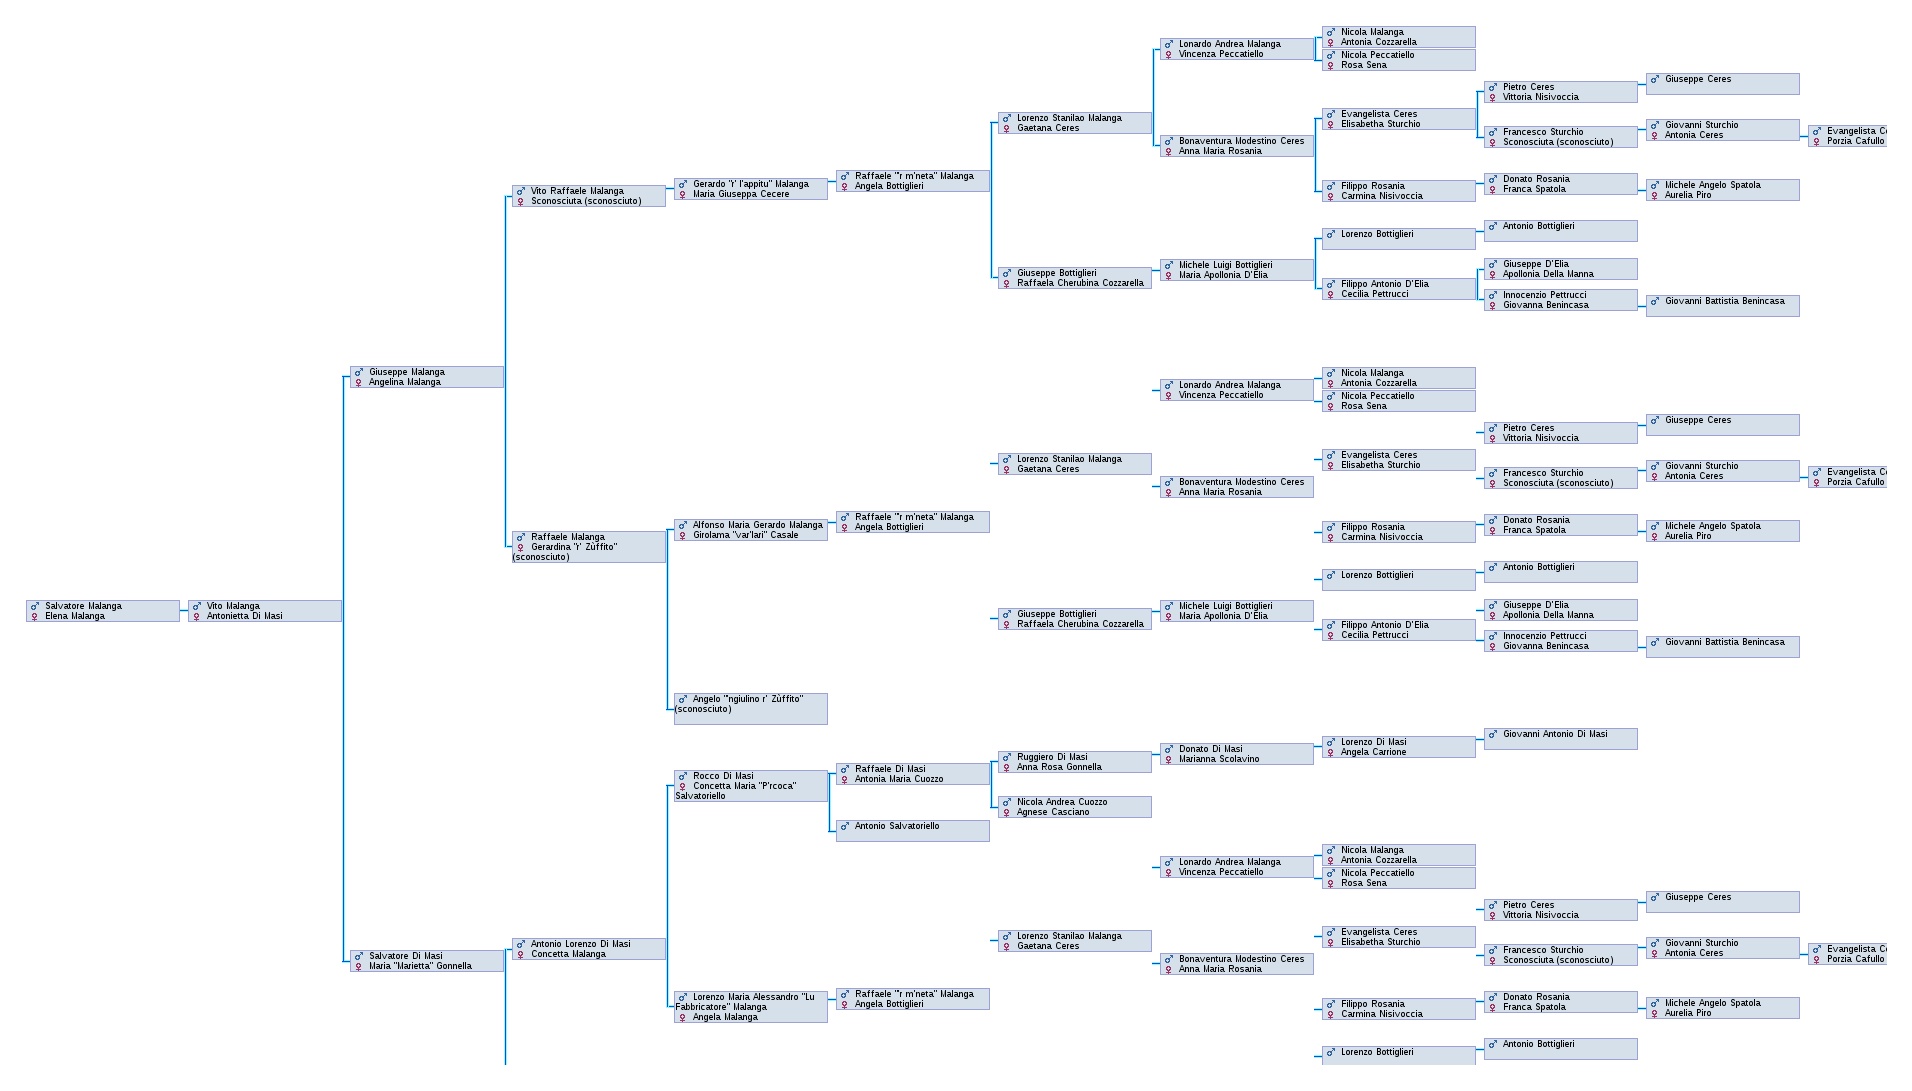 Salvatore Malanga
Elena Malanga
Vito Malanga
Antonietta Di Masi
Giuseppe Malanga
Angelina Malanga
Vito Raffaele Malanga
Sconosciuta (sconosciuto)
Gerardo "r' l'appitu" Malanga
Maria Giuseppa Cecere
Raffaele "'r m'neta" Malanga
Angela Bottiglieri
Lorenzo Stanilao Malanga
Gaetana Ceres
Lonardo Andrea Malanga
Vincenza Peccatiello
Nicola Malanga
Antonia Cozzarella
Nicola Peccatiello
Rosa Sena
Bonaventura Modestino Ceres
Anna Maria Rosania
Evangelista Ceres
Elisabetha Sturchio
Pietro Ceres
Vittoria Nisivoccia
Giuseppe Ceres
Francesco Sturchio
Sconosciuta (sconosciuto)
Giovanni Sturchio
Antonia Ceres
Evangelista Ce
Porzia Cafullo
Filippo Rosania
Carmina Nisivoccia
Donato Rosania
Franca Spatola
Michele Angelo Spatola
Aurelia Piro
Giuseppe Bottiglieri
Raffaela Cherubina Cozzarella
Michele Luigi Bottiglieri
Maria Apollonia D'Elia
Lorenzo Bottiglieri
Antonio Bottiglieri
Filippo Antonio D'Elia
Cecilia Pettrucci
Giuseppe D'Elia
Apollonia Della Manna
Innocenzio Pettrucci
Giovanna Benincasa
Giovanni Battistia Benincasa
Raffaele Malanga
Gerardina "r' Zùffito"
(sconosciuto)
Alfonso Maria Gerardo Malanga
Girolama "var'lari" Casale
Raffaele "'r m'neta" Malanga
Angela Bottiglieri
Lorenzo Stanilao Malanga
Gaetana Ceres
Lonardo Andrea Malanga
Vincenza Peccatiello
Nicola Malanga
Antonia Cozzarella
Nicola Peccatiello
Rosa Sena
Bonaventura Modestino Ceres
Anna Maria Rosania
Evangelista Ceres
Elisabetha Sturchio
Pietro Ceres
Vittoria Nisivoccia
Giuseppe Ceres
Francesco Sturchio
Sconosciuta (sconosciuto)
Giovanni Sturchio
Antonia Ceres
Evangelista Ce
Porzia Cafullo
Filippo Rosania
Carmina Nisivoccia
Donato Rosania
Franca Spatola
Michele Angelo Spatola
Aurelia Piro
Giuseppe Bottiglieri
Raffaela Cherubina Cozzarella
Michele Luigi Bottiglieri
Maria Apollonia D'Elia
Lorenzo Bottiglieri
Antonio Bottiglieri
Filippo Antonio D'Elia
Cecilia Pettrucci
Giuseppe D'Elia
Apollonia Della Manna
Innocenzio Pettrucci
Giovanna Benincasa
Giovanni Battistia Benincasa
Angelo "'ngiulino r' Zùffito"
(sconosciuto)
Salvatore Di Masi
Maria "Marietta" Gonnella
Antonio Lorenzo Di Masi
Concetta Malanga
Rocco Di Masi
Concetta Maria "P'rcoca"
Salvatoriello
Raffaele Di Masi
Antonia Maria Cuozzo
Ruggiero Di Masi
Anna Rosa Gonnella
Donato Di Masi
Marianna Scolavino
Lorenzo Di Masi
Angela Carrione
Giovanni Antonio Di Masi
Nicola Andrea Cuozzo
Agnese Casciano
Antonio Salvatoriello
Lorenzo Maria Alessandro "Lu
Fabbricatore" Malanga
Angela Malanga
Raffaele "'r m'neta" Malanga
Angela Bottiglieri
Lorenzo Stanilao Malanga
Gaetana Ceres
Lonardo Andrea Malanga
Vincenza Peccatiello
Nicola Malanga
Antonia Cozzarella
Nicola Peccatiello
Rosa Sena
Bonaventura Modestino Ceres
Anna Maria Rosania
Evangelista Ceres
Elisabetha Sturchio
Pietro Ceres
Vittoria Nisivoccia
Giuseppe Ceres
Francesco Sturchio
Sconosciuta (sconosciuto)
Giovanni Sturchio
Antonia Ceres
Evangelista Ce
Porzia Cafullo
Filippo Rosania
Carmina Nisivoccia
Donato Rosania
Franca Spatola
Michele Angelo Spatola
Aurelia Piro
Lorenzo Bottiglieri
Antonio Bottiglieri